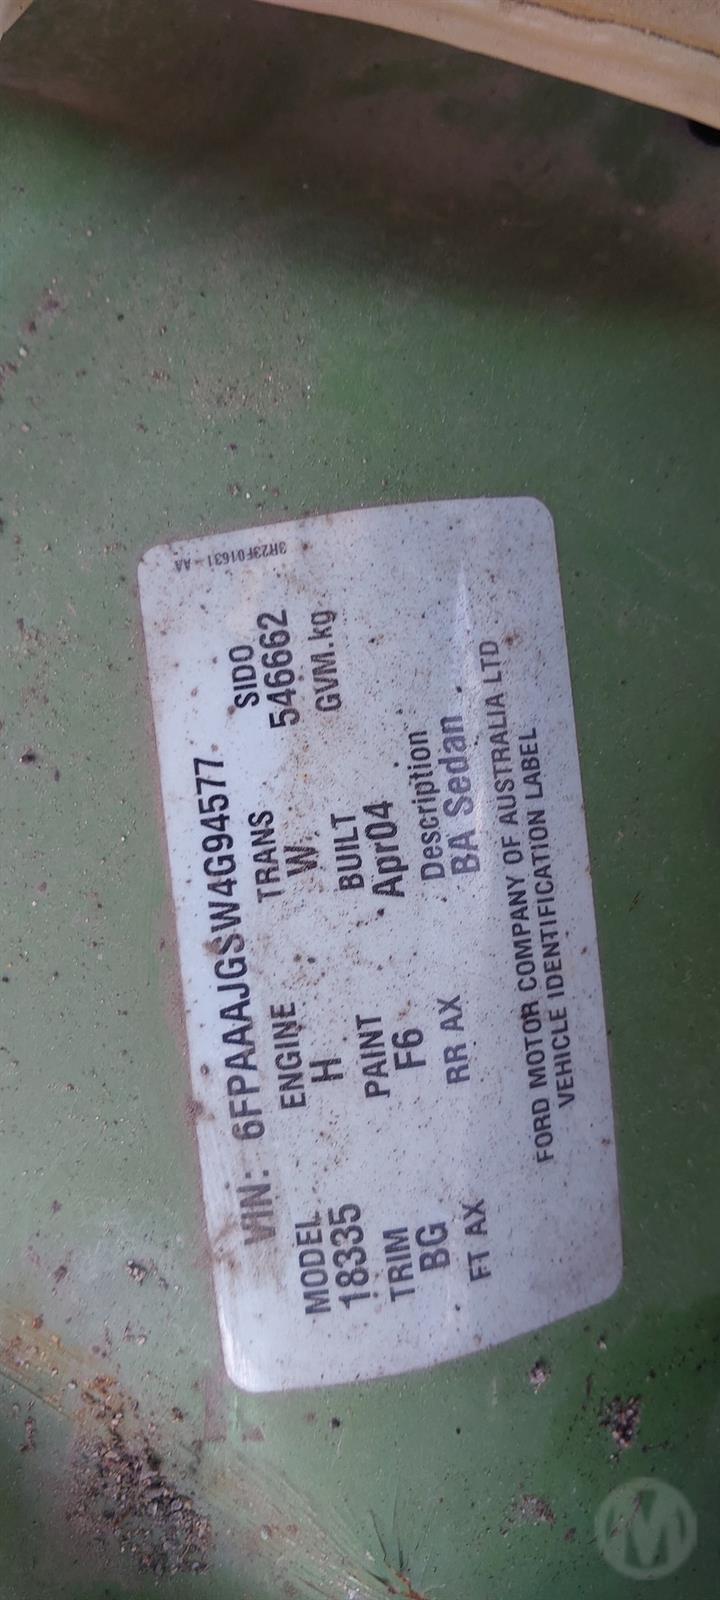 3R23F01631 - AA
VIN: 6FPAAAJGSW4G94577
MODEL ENGINE TRANS SIDO
18335 H W 546662
TRIM PAINT BUILT GVM.kg
BG F6 Apr04
FT AX RR AX Description
BA Sedan
FORD MOTOR COMPANY OF AUSTRALIA LTD
VEHICLE IDENTIFICATION LABEL
M